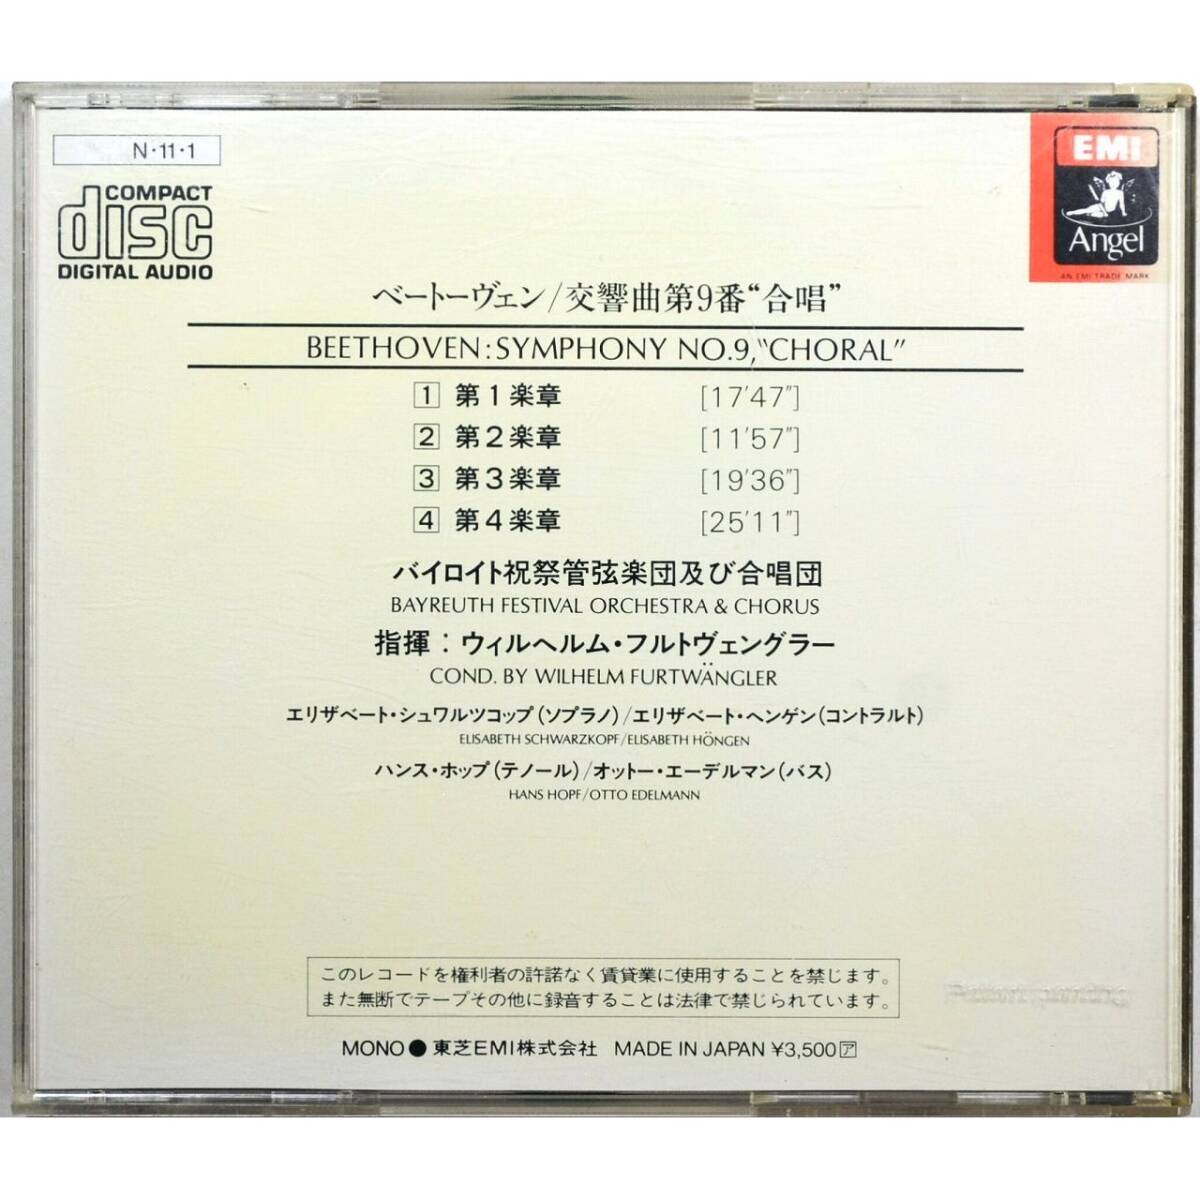 N・11・1
COMPACT
disc
DIGITAL AUDIO
EMI
Angel
AN EMI TRADE MARK
ベートーヴェン/交響曲第9番“合唱”
BEETHOVEN:SYMPHONY NO.9,“CHORAL”
1 第1楽章 [17'47"]
2 第2楽章 [11'57"]
3 第3楽章 [19'36"]
4 第4楽章 [25'11"]
バイロイト祝祭管弦楽団及び合唱団
BAYREUTH FESTIVAL ORCHESTRA & CHORUS
指揮：ウィルヘルム・フルトヴェングラー
COND. BY WILHELM FURTWÄNGLER
エリザベート・シュワルツコップ(ソプラノ)/エリザベート・ヘンゲン(コントラルト)
ELISABETH SCHWARZKOPF/ELISABETH HÖNGEN
ハンス・ホップ(テノール)/オットー・エーデルマン(バス)
HANS HOPF/OTTO EDELMANN
このレコードを権利者の許諾なく賃貸業に使用することを禁じます。
また無断でテープその他に録音することは法律で禁じられています。
Patent pending
MONO●東芝EMI株式会社 MADE IN JAPAN ¥3,500ア